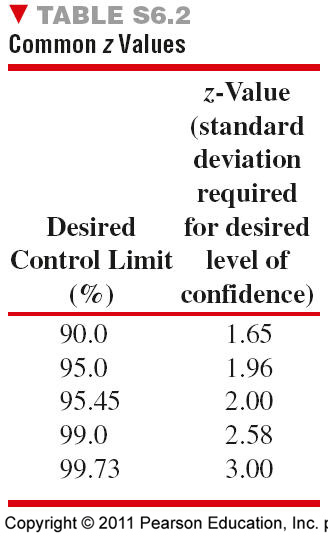 ▼ TABLE S6.2
Common z Values
z-Value
(standard
deviation
required
Desired for desired
Control Limit level of
(%) confidence)
90.0 1.65
95.0 1.96
95.45 2.00
99.0 2.58
99.73 3.00
Copyright © 2011 Pearson Education, Inc.